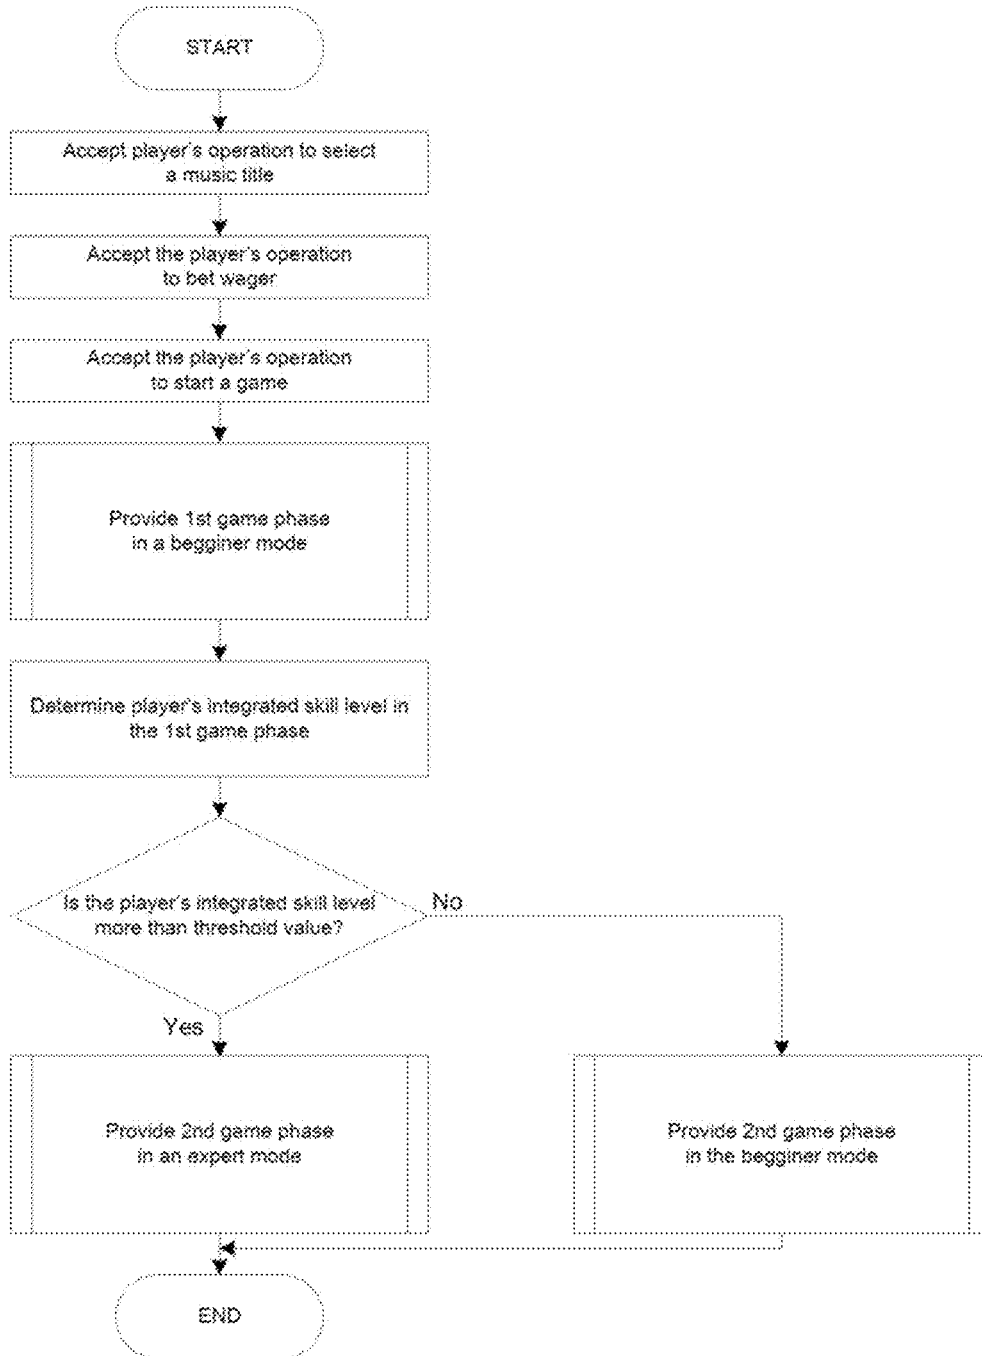 START
Accept player's operation to select
a music title
Accept the player's operation
to bet wager
Accept the player's operation
to start a game
Provide 1st game phase
in a begginer mode
Determine player's integrated skill level in
the 1st game phase
Is the player's integrated skill level
more than threshold value?
No
Yes
Provide 2nd game phase
in an expert mode
Provide 2nd game phase
in the begginer mode
END